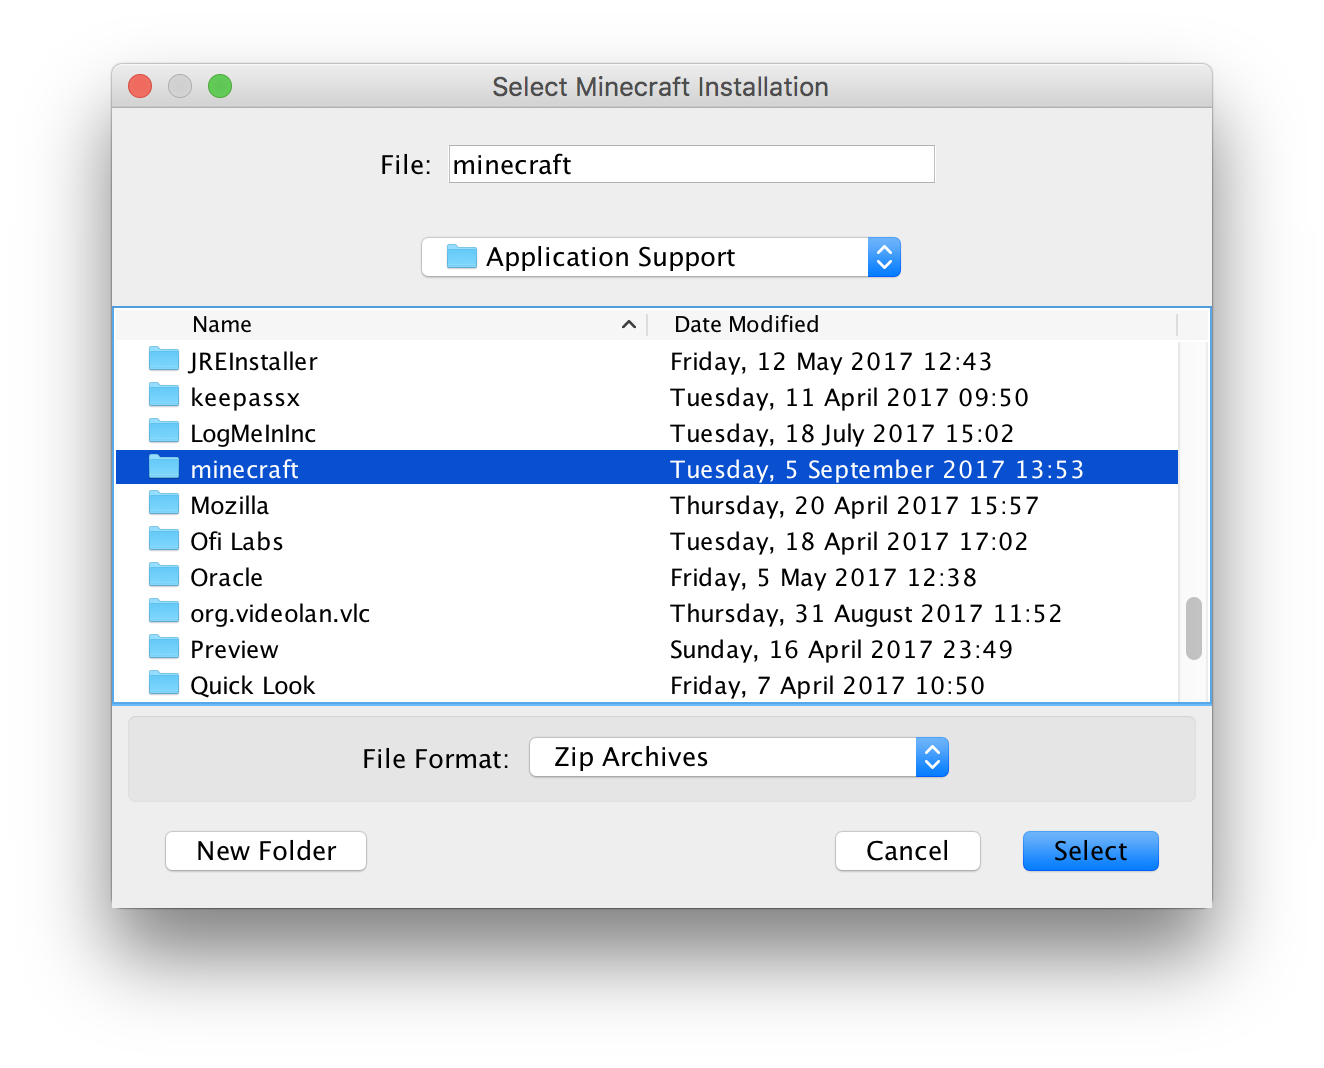 Select Minecraft Installation
File: minecraft
Application Support
Name Date Modified
JREInstaller Friday, 12 May 2017 12:43
keepassx Tuesday, 11 April 2017 09:50
LogMeInInc Tuesday, 18 July 2017 15:02
minecraft Tuesday, 5 September 2017 13:53
Mozilla Thursday, 20 April 2017 15:57
Ofi Labs Tuesday, 18 April 2017 17:02
Oracle Friday, 5 May 2017 12:38
org.videolan.vlc Thursday, 31 August 2017 11:52
Preview Sunday, 16 April 2017 23:49
Quick Look Friday, 7 April 2017 10:50
File Format: Zip Archives
New Folder Cancel Select